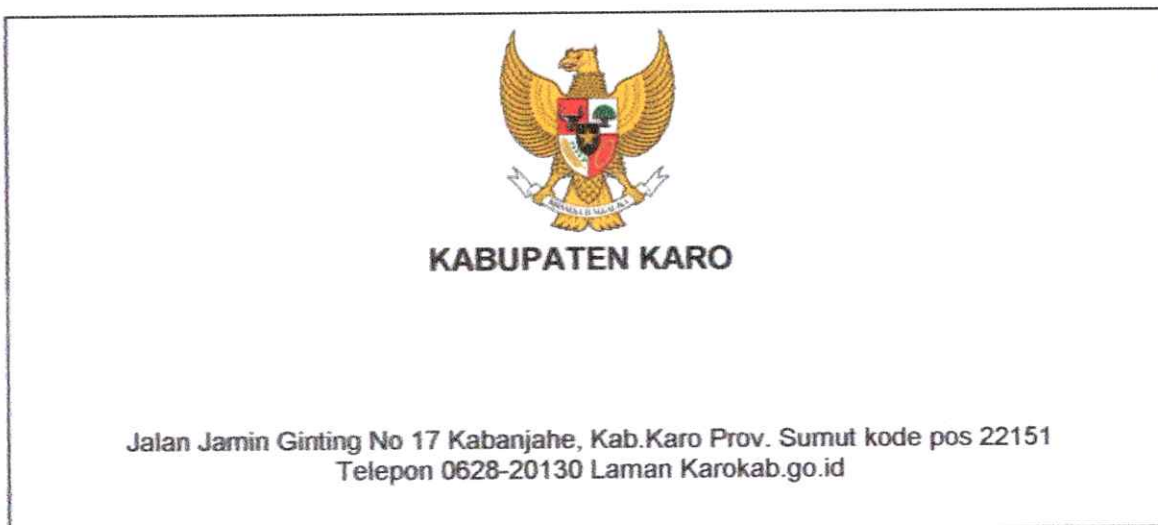 KABUPATEN KARO
Jalan Jamin Ginting No 17 Kabanjahe, Kab.Karo Prov. Sumut kode pos 22151
Telepon 0628-20130 Laman Karokab.go.id